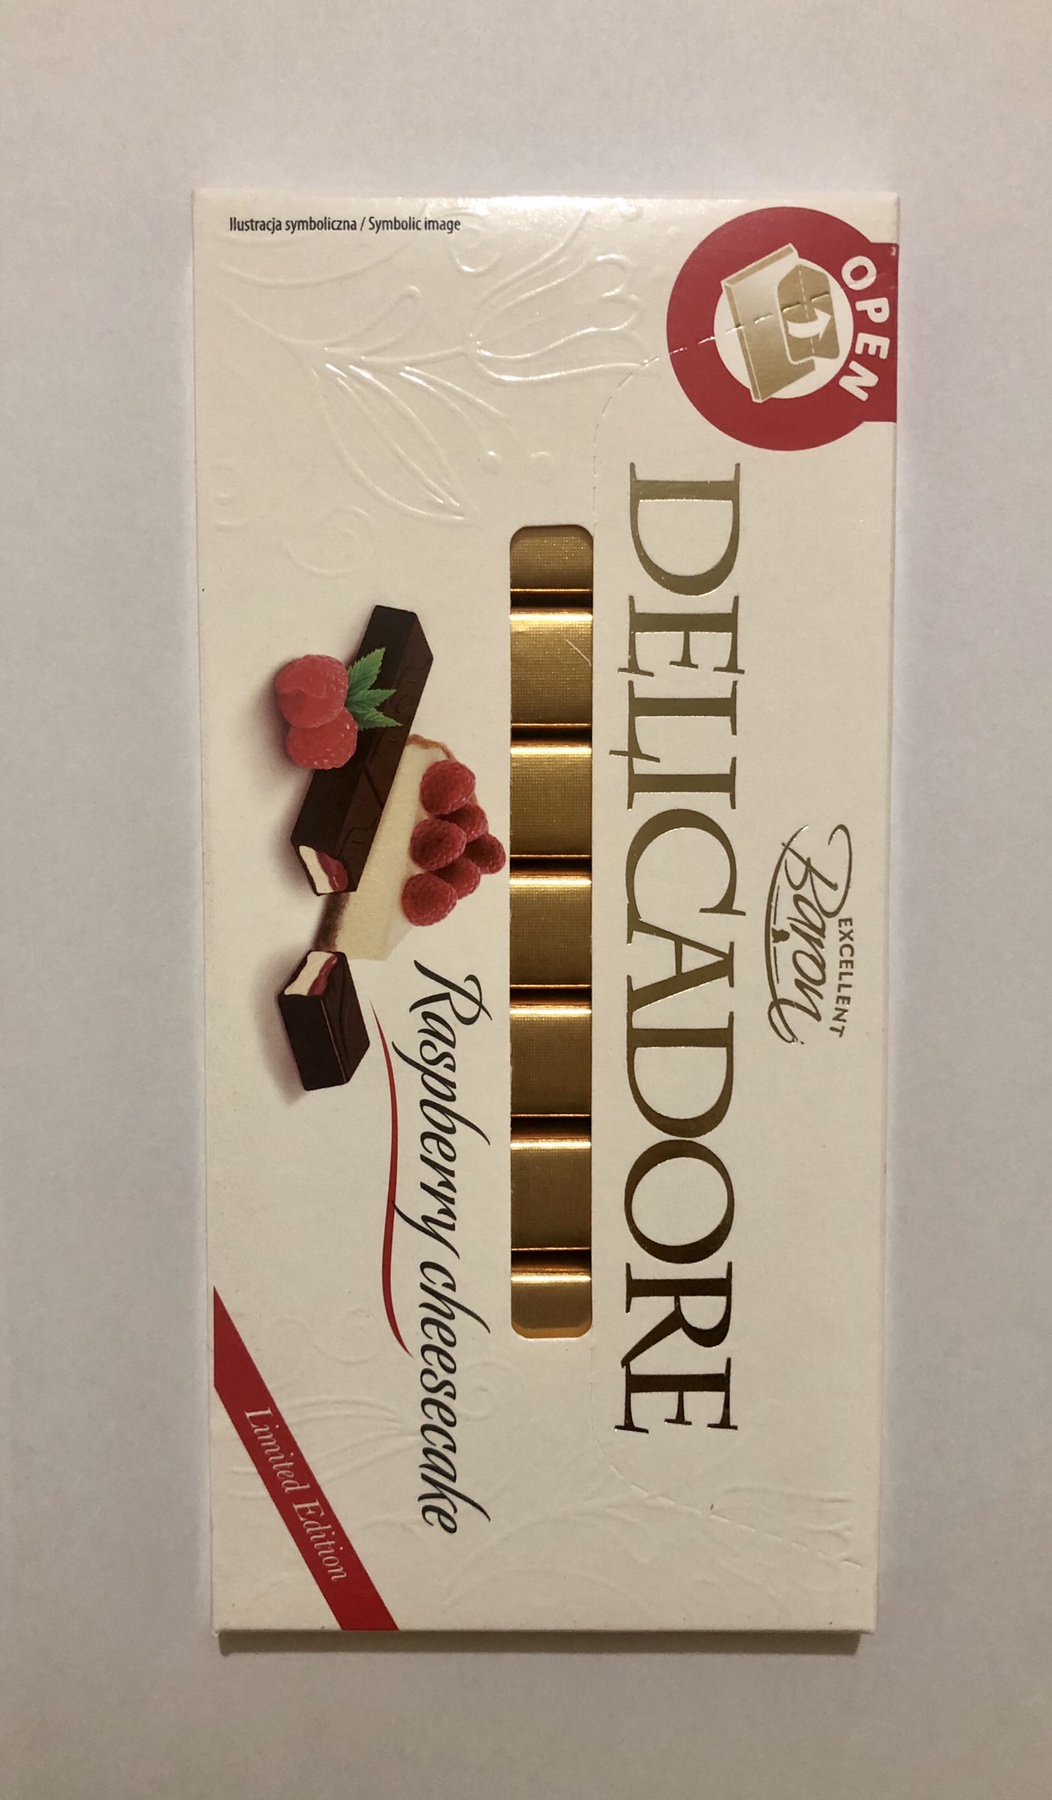 OPEN
EXCELLENT
Baron
DELICADORE
Raspberry cheesecake
Ilustracja symboliczna / Symbolic image
Limited Edition